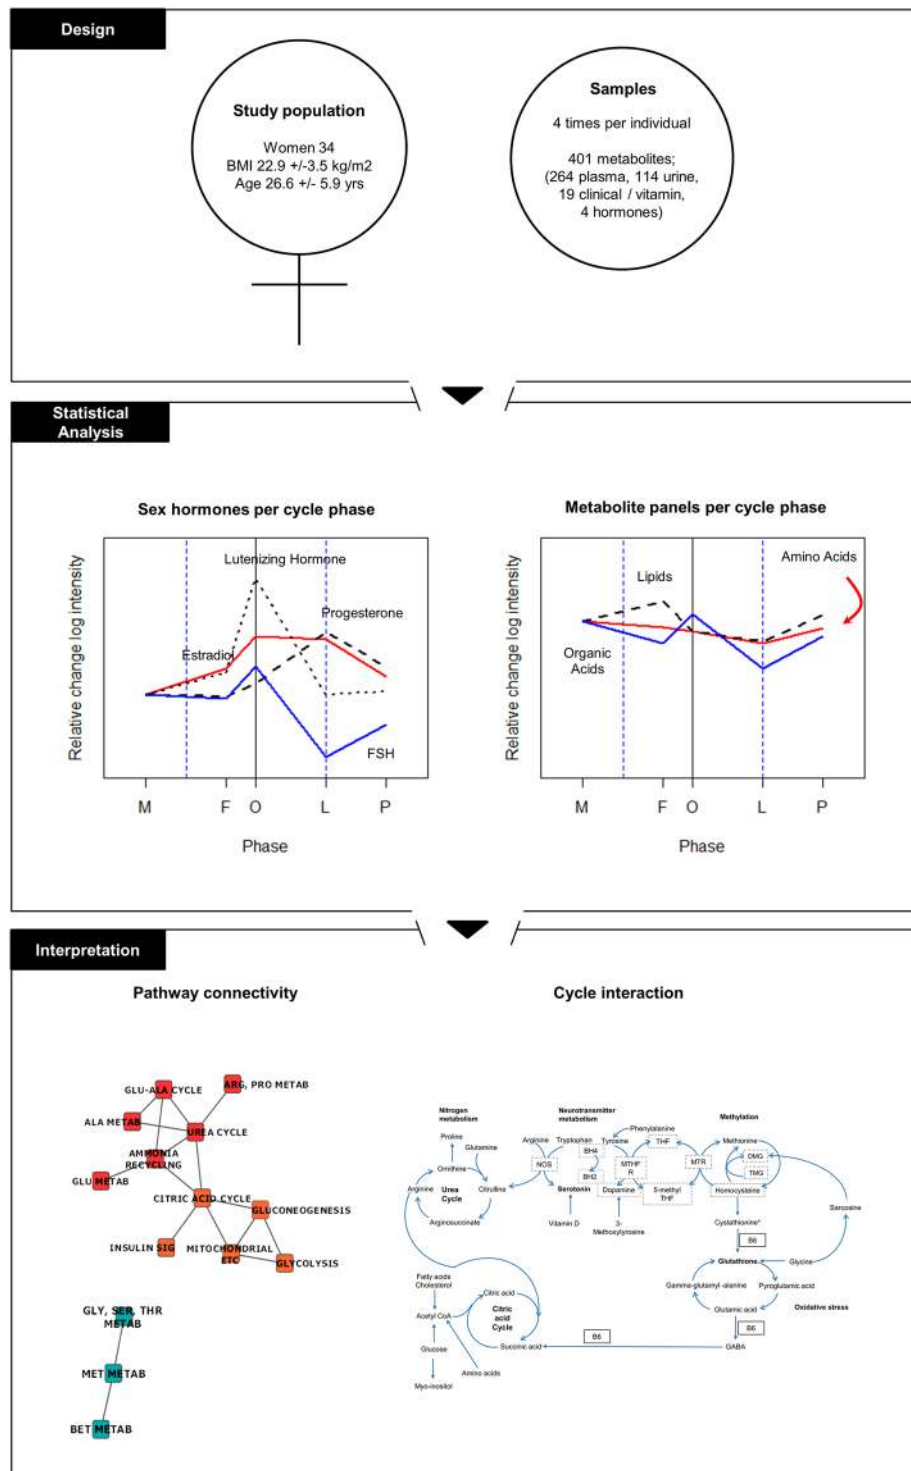 Design
Study population
Women 34
BMI 22.9 +/-3.5 kg/m2
Age 26.6 +/- 5.9 yrs
Samples
4 times per individual
401 metabolites;
(264 plasma, 114 urine,
19 clinical / vitamin,
4 hormones)
Statistical
Analysis
Sex hormones per cycle phase
Relative change log intensity
Lutenizing Hormone
Progesterone
Estradiol
FSH
M F O L P
Phase
Metabolite panels per cycle phase
Relative change log intensity
Amino Acids
Lipids
Organic
Acids
M F O L P
Phase
Interpretation
Pathway connectivity
GLU-ALA CYCLE
ARG, PRO METAB
ALA METAB
UREA CYCLE
AMMONIA
RECYCLING
GLU METAB
CITRIC ACID CYCLE
GLUCONEOGENESIS
INSULIN SIG
MITOCHONDRIAL
ETC
GLYCOLYSIS
GLY, SER, THR
METAB
MET METAB
BET METAB
Cycle interaction
Nitrogen
metabolism
Neurotransmitter
metabolism
Methylation
Proline
Glutamine
Ornithine
Arginine
Urea
Cycle
Citrulline
Arginosuccinate
Arginine
NOS
Tryptophan
BH4
BH2
Tyrosine
Phenylalanine
Serotonin
Vitamin D
MTHF
R
Dopamine
3-
Methoxytyrosine
THF
5-methyl
THF
MTR
Methionine
DMG
TMG
Homocysteine
Sarcosine
Cystathionine*
B6
Glutathione
Glycine
Gamma-glutamyl -alanine
Pyroglutamic acid
Glutamic acid
Oxidative stress
B6
GABA
B6
Fatty acids
Cholesterol
Citric acid
Acetyl CoA
Citric
acid
Cycle
Succinic acid
Glucose
Amino acids
Myo-inositol